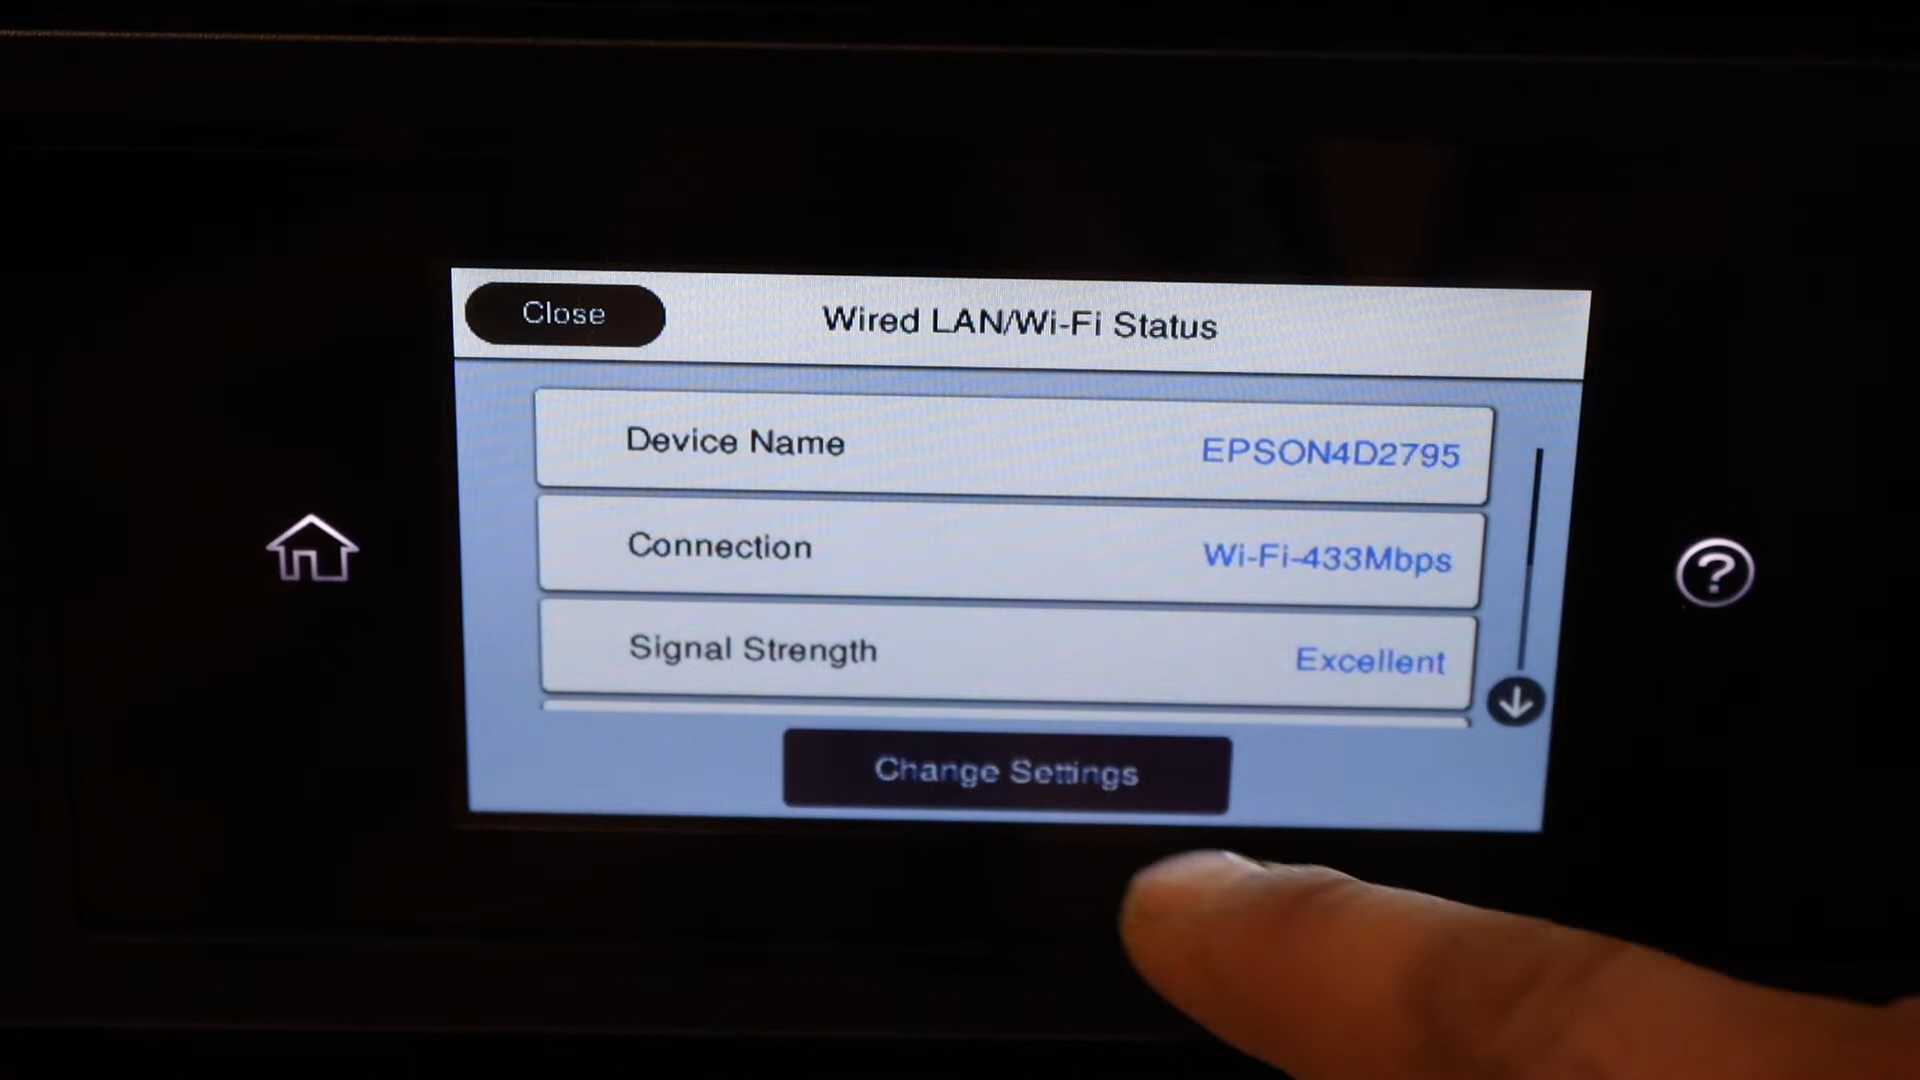 Close
Wired LAN/Wi-Fi Status
Device Name
EPSON4D2795
Connection
Wi-Fi-433Mbps
Signal Strength
Excellent
Change Settings
?